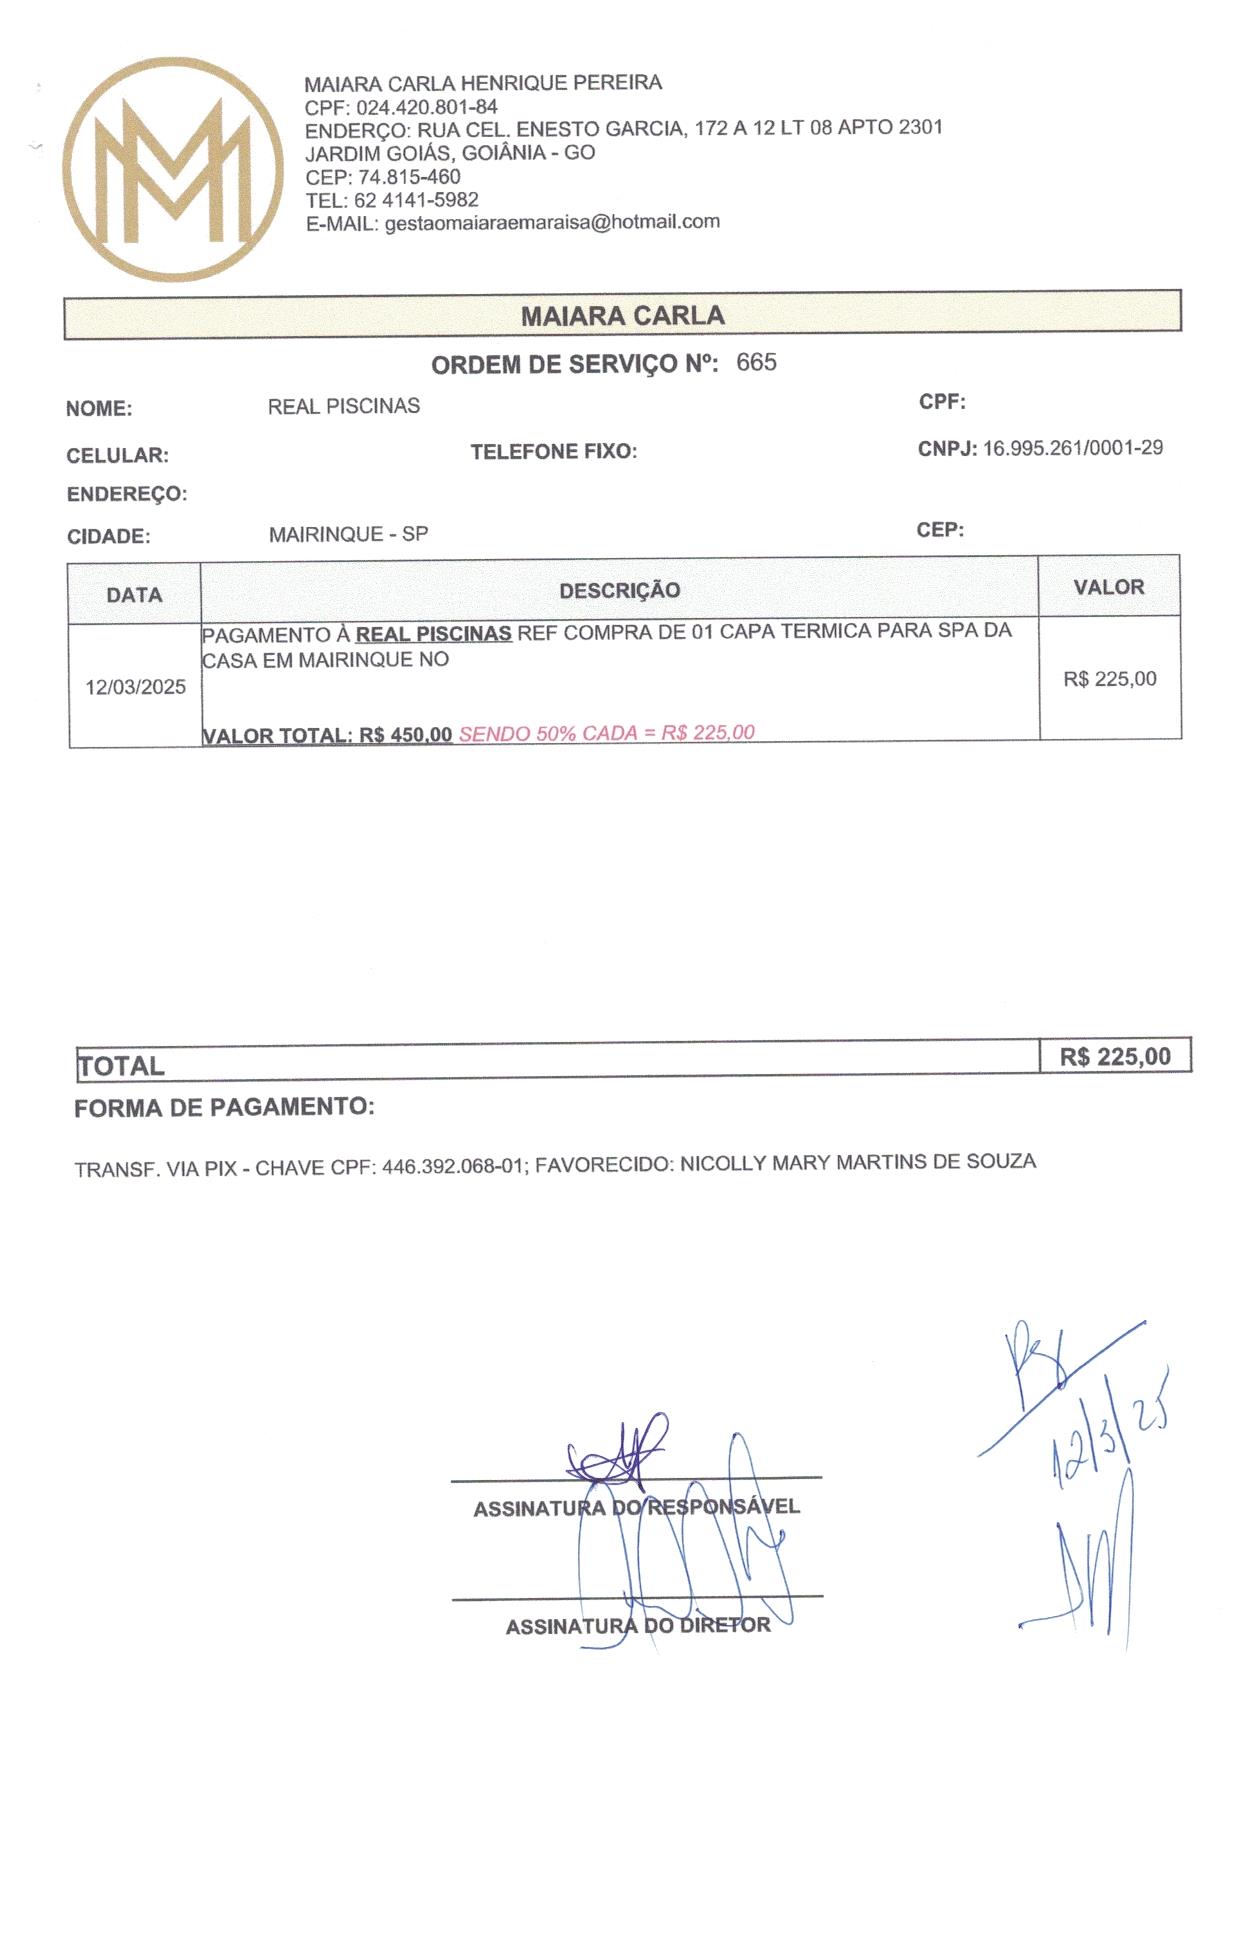 MAIARA CARLA HENRIQUE PEREIRA
CPF: 024.420.801-84
ENDERÇO: RUA CEL. ENESTO GARCIA, 172 A 12 LT 08 APTO 2301
JARDIM GOIÁS, GOIÂNIA - GO
CEP: 74.815-460
TEL: 62 4141-5982
E-MAIL: gestaomaiaraemaraisa@hotmail.com
MAIARA CARLA
ORDEM DE SERVIÇO Nº: 665
NOME: REAL PISCINAS CPF:
CELULAR: TELEFONE FIXO: CNPJ: 16.995.261/0001-29
ENDEREÇO:
CIDADE: MAIRINQUE - SP CEP:
DATA DESCRIÇÃO VALOR
PAGAMENTO À REAL PISCINAS REF COMPRA DE 01 CAPA TERMICA PARA SPA DA
CASA EM MAIRINQUE NO
12/03/2025 R$ 225,00
VALOR TOTAL: R$ 450,00 SENDO 50% CADA = R$ 225,00
TOTAL R$ 225,00
FORMA DE PAGAMENTO:
TRANSF. VIA PIX - CHAVE CPF: 446.392.068-01; FAVORECIDO: NICOLLY MARY MARTINS DE SOUZA
12/3/25
ASSINATURA DO RESPONSÁVEL
ASSINATURA DO DIRETOR